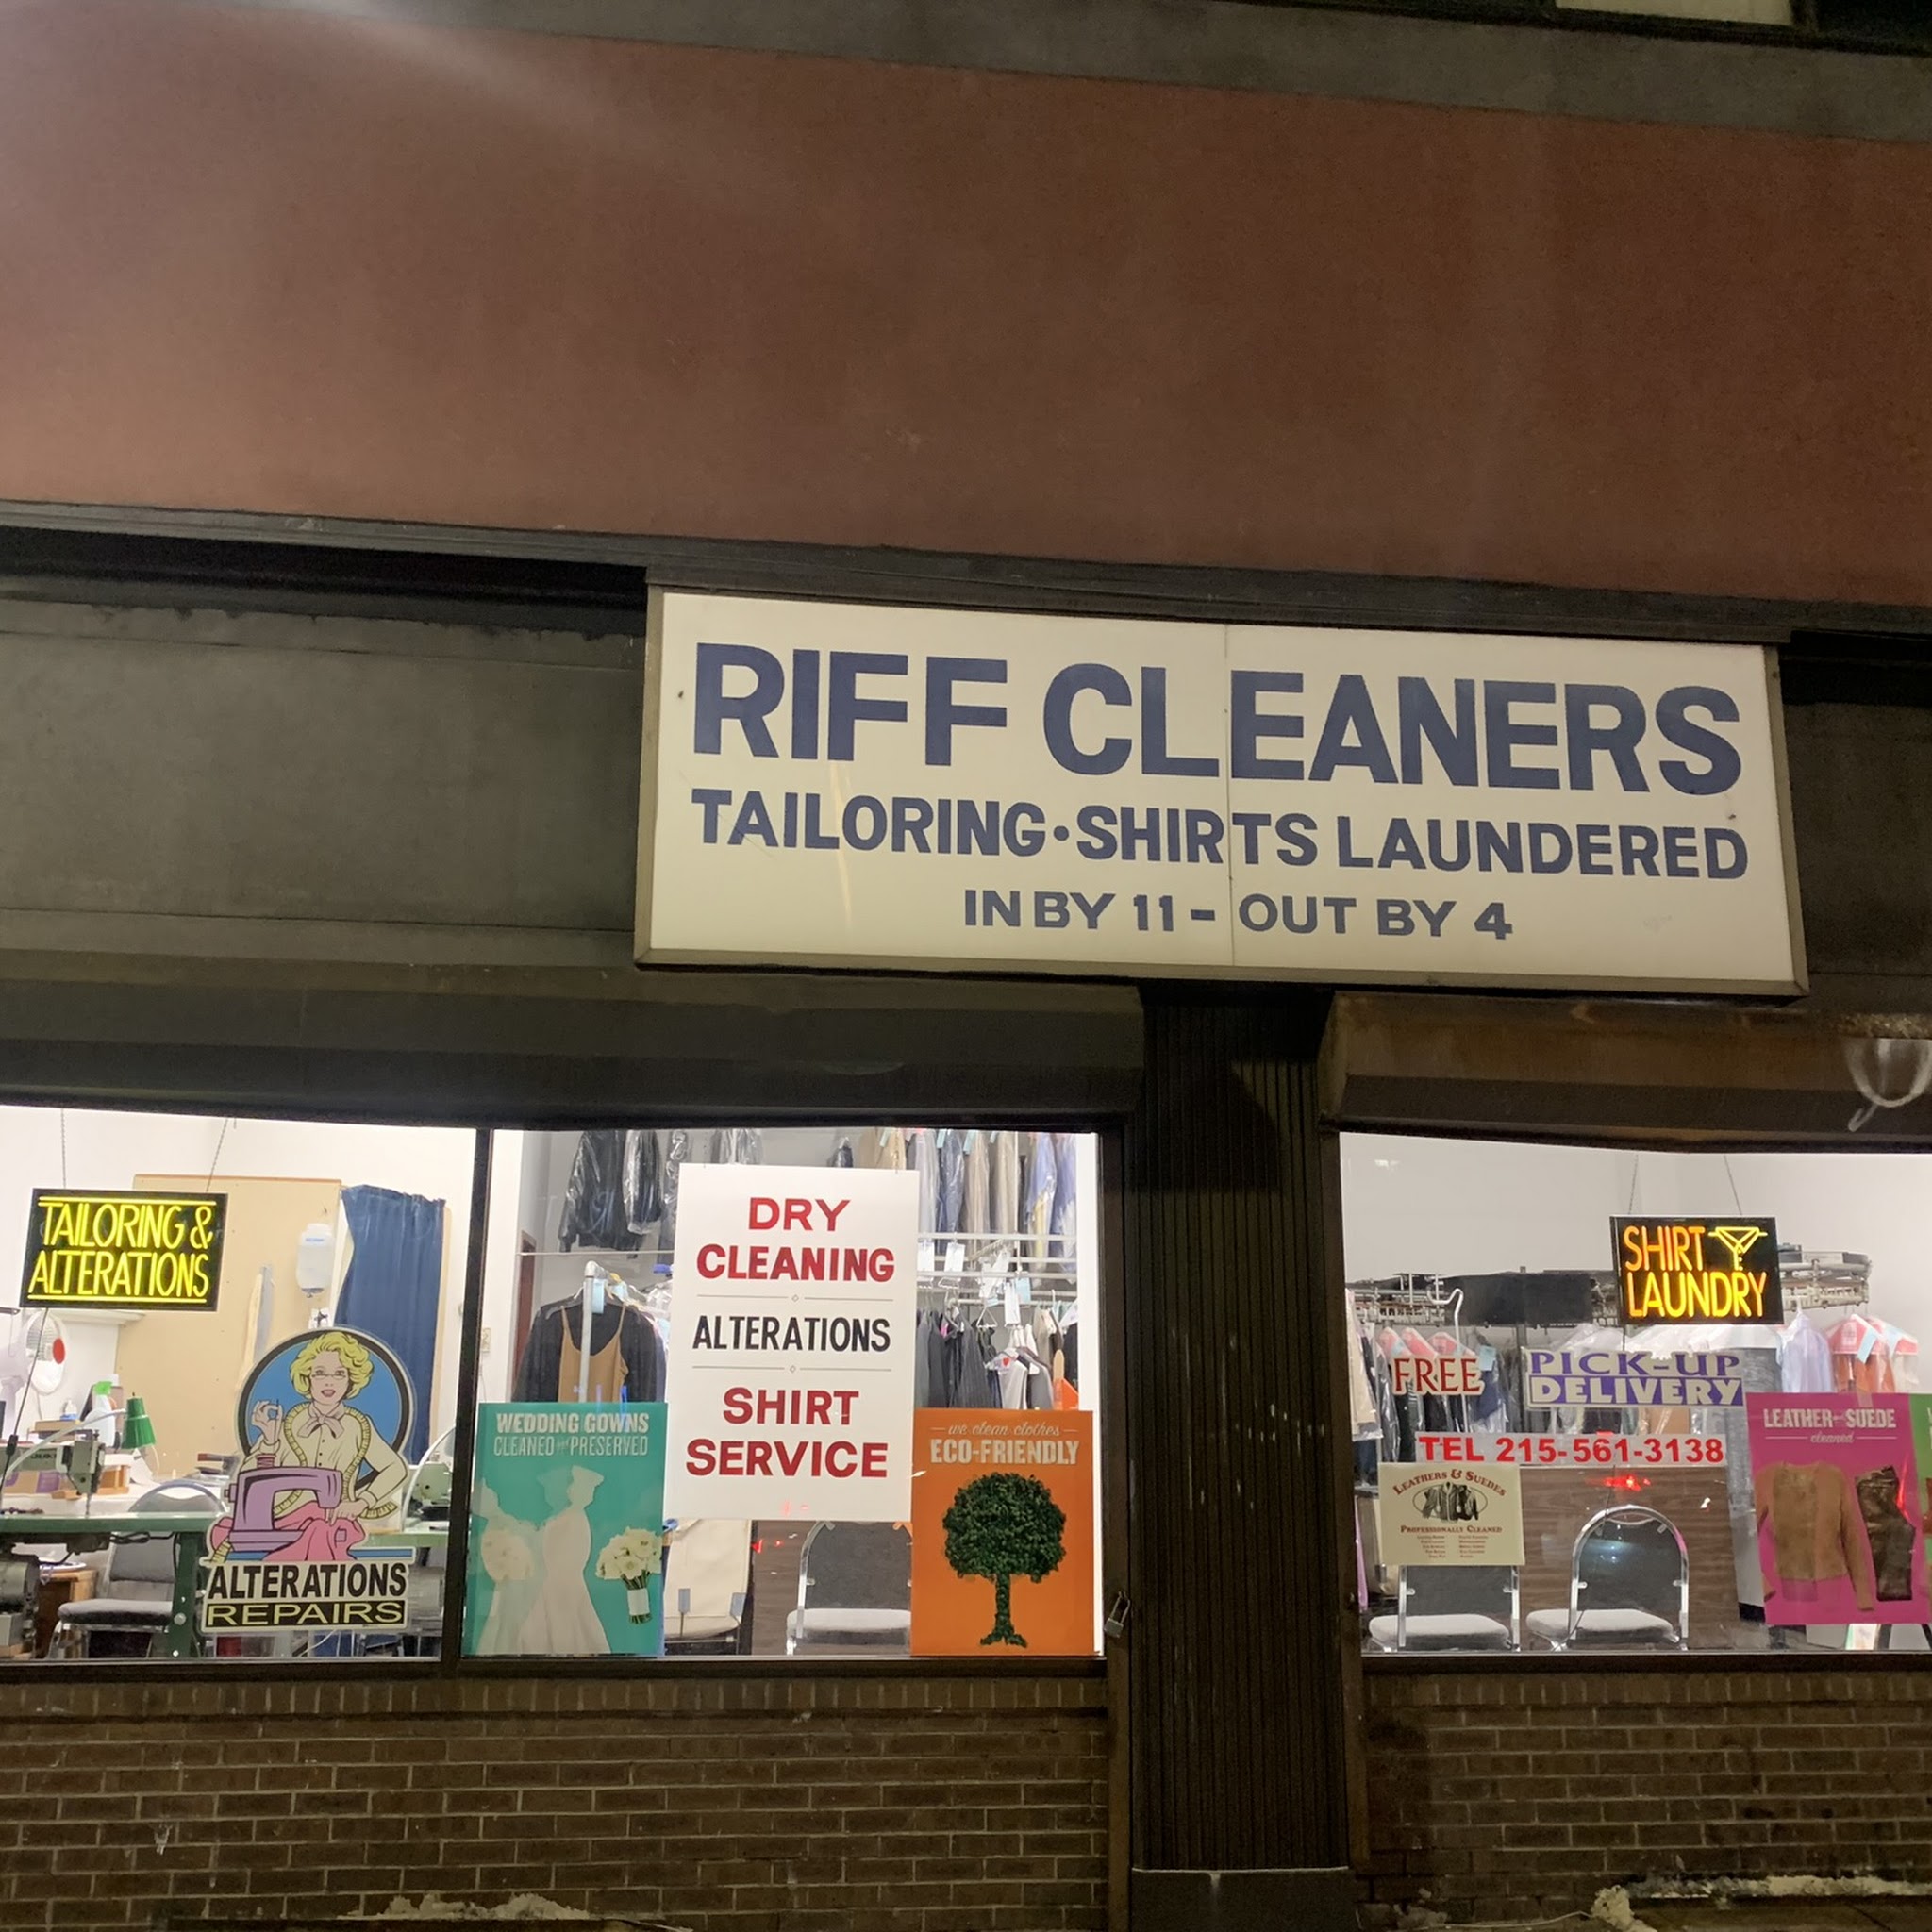 RIFF CLEANERS
TAILORING·SHIRTS LAUNDERED
IN BY 11 - OUT BY 4
TAILORING &
ALTERATIONS
ALTERATIONS
REPAIRS
WEDDING GOWNS
CLEANED and PRESERVED
DRY
CLEANING
ALTERATIONS
SHIRT
SERVICE
we clean clothes
ECO-FRIENDLY
SHIRT
LAUNDRY
FREE
PICK-UP
DELIVERY
TEL 215-561-3138
LEATHERS & SUEDES
PROFESSIONALLY CLEANED
LEATHER and SUEDE
cleaned